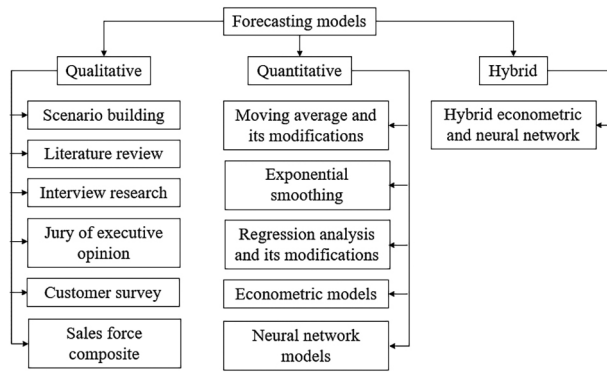 Forecasting models
Qualitative
Scenario building
Literature review
Interview research
Jury of executive
opinion
Customer survey
Sales force
composite
Quantitative
Moving average and
its modifications
Exponential
smoothing
Regression analysis
and its modifications
Econometric models
Neural network
models
Hybrid
Hybrid econometric
and neural network